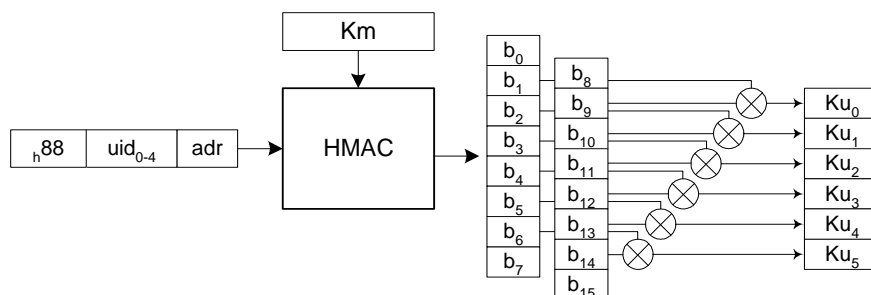 Km
HMAC
ₕ88 uid₀₋₄ adr
b₀
b₁
b₂
b₃
b₄
b₅
b₆
b₇
b₈
b₉
b₁₀
b₁₁
b₁₂
b₁₃
b₁₄
b₁₅
Ku₀
Ku₁
Ku₂
Ku₃
Ku₄
Ku₅